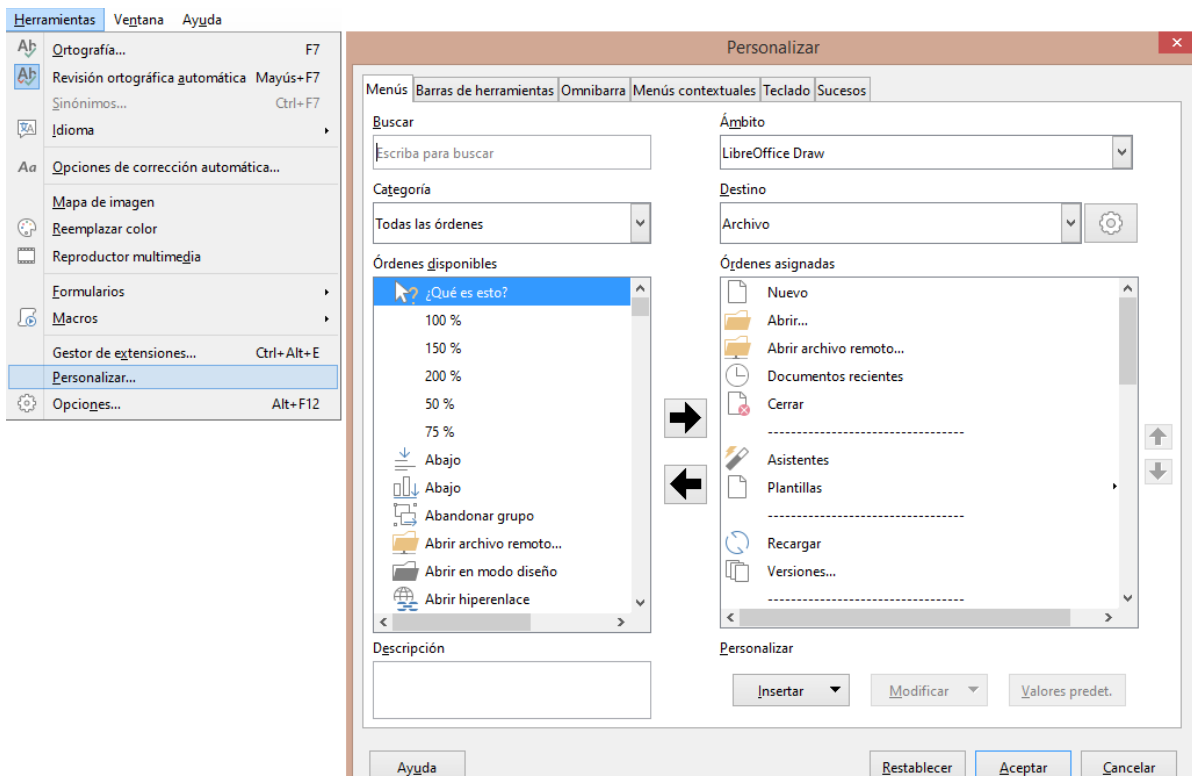 Herramientas Ventana Ayuda
Ortografía... F7
Revisión ortográfica automática Mayús+F7
Sinónimos... Ctrl+F7
Idioma
Opciones de corrección automática...
Mapa de imagen
Reemplazar color
Reproductor multimedia
Formularios
Macros
Gestor de extensiones... Ctrl+Alt+E
Personalizar...
Opciones... Alt+F12
Personalizar
Menús Barras de herramientas Omnibarra Menús contextuales Teclado Sucesos
Buscar
Escriba para buscar
Categoría
Todas las órdenes
Órdenes disponibles
¿Qué es esto?
100 %
150 %
200 %
50 %
75 %
Abajo
Abajo
Abandonar grupo
Abrir archivo remoto...
Abrir en modo diseño
Abrir hiperenlace
Descripción
Ámbito
LibreOffice Draw
Destino
Archivo
Órdenes asignadas
Nuevo
Abrir...
Abrir archivo remoto...
Documentos recientes
Cerrar
----------------------------------
Asistentes
Plantillas
----------------------------------
Recargar
Versiones...
----------------------------------
Personalizar
Insertar Modificar Valores predet.
Ayuda Restablecer Aceptar Cancelar